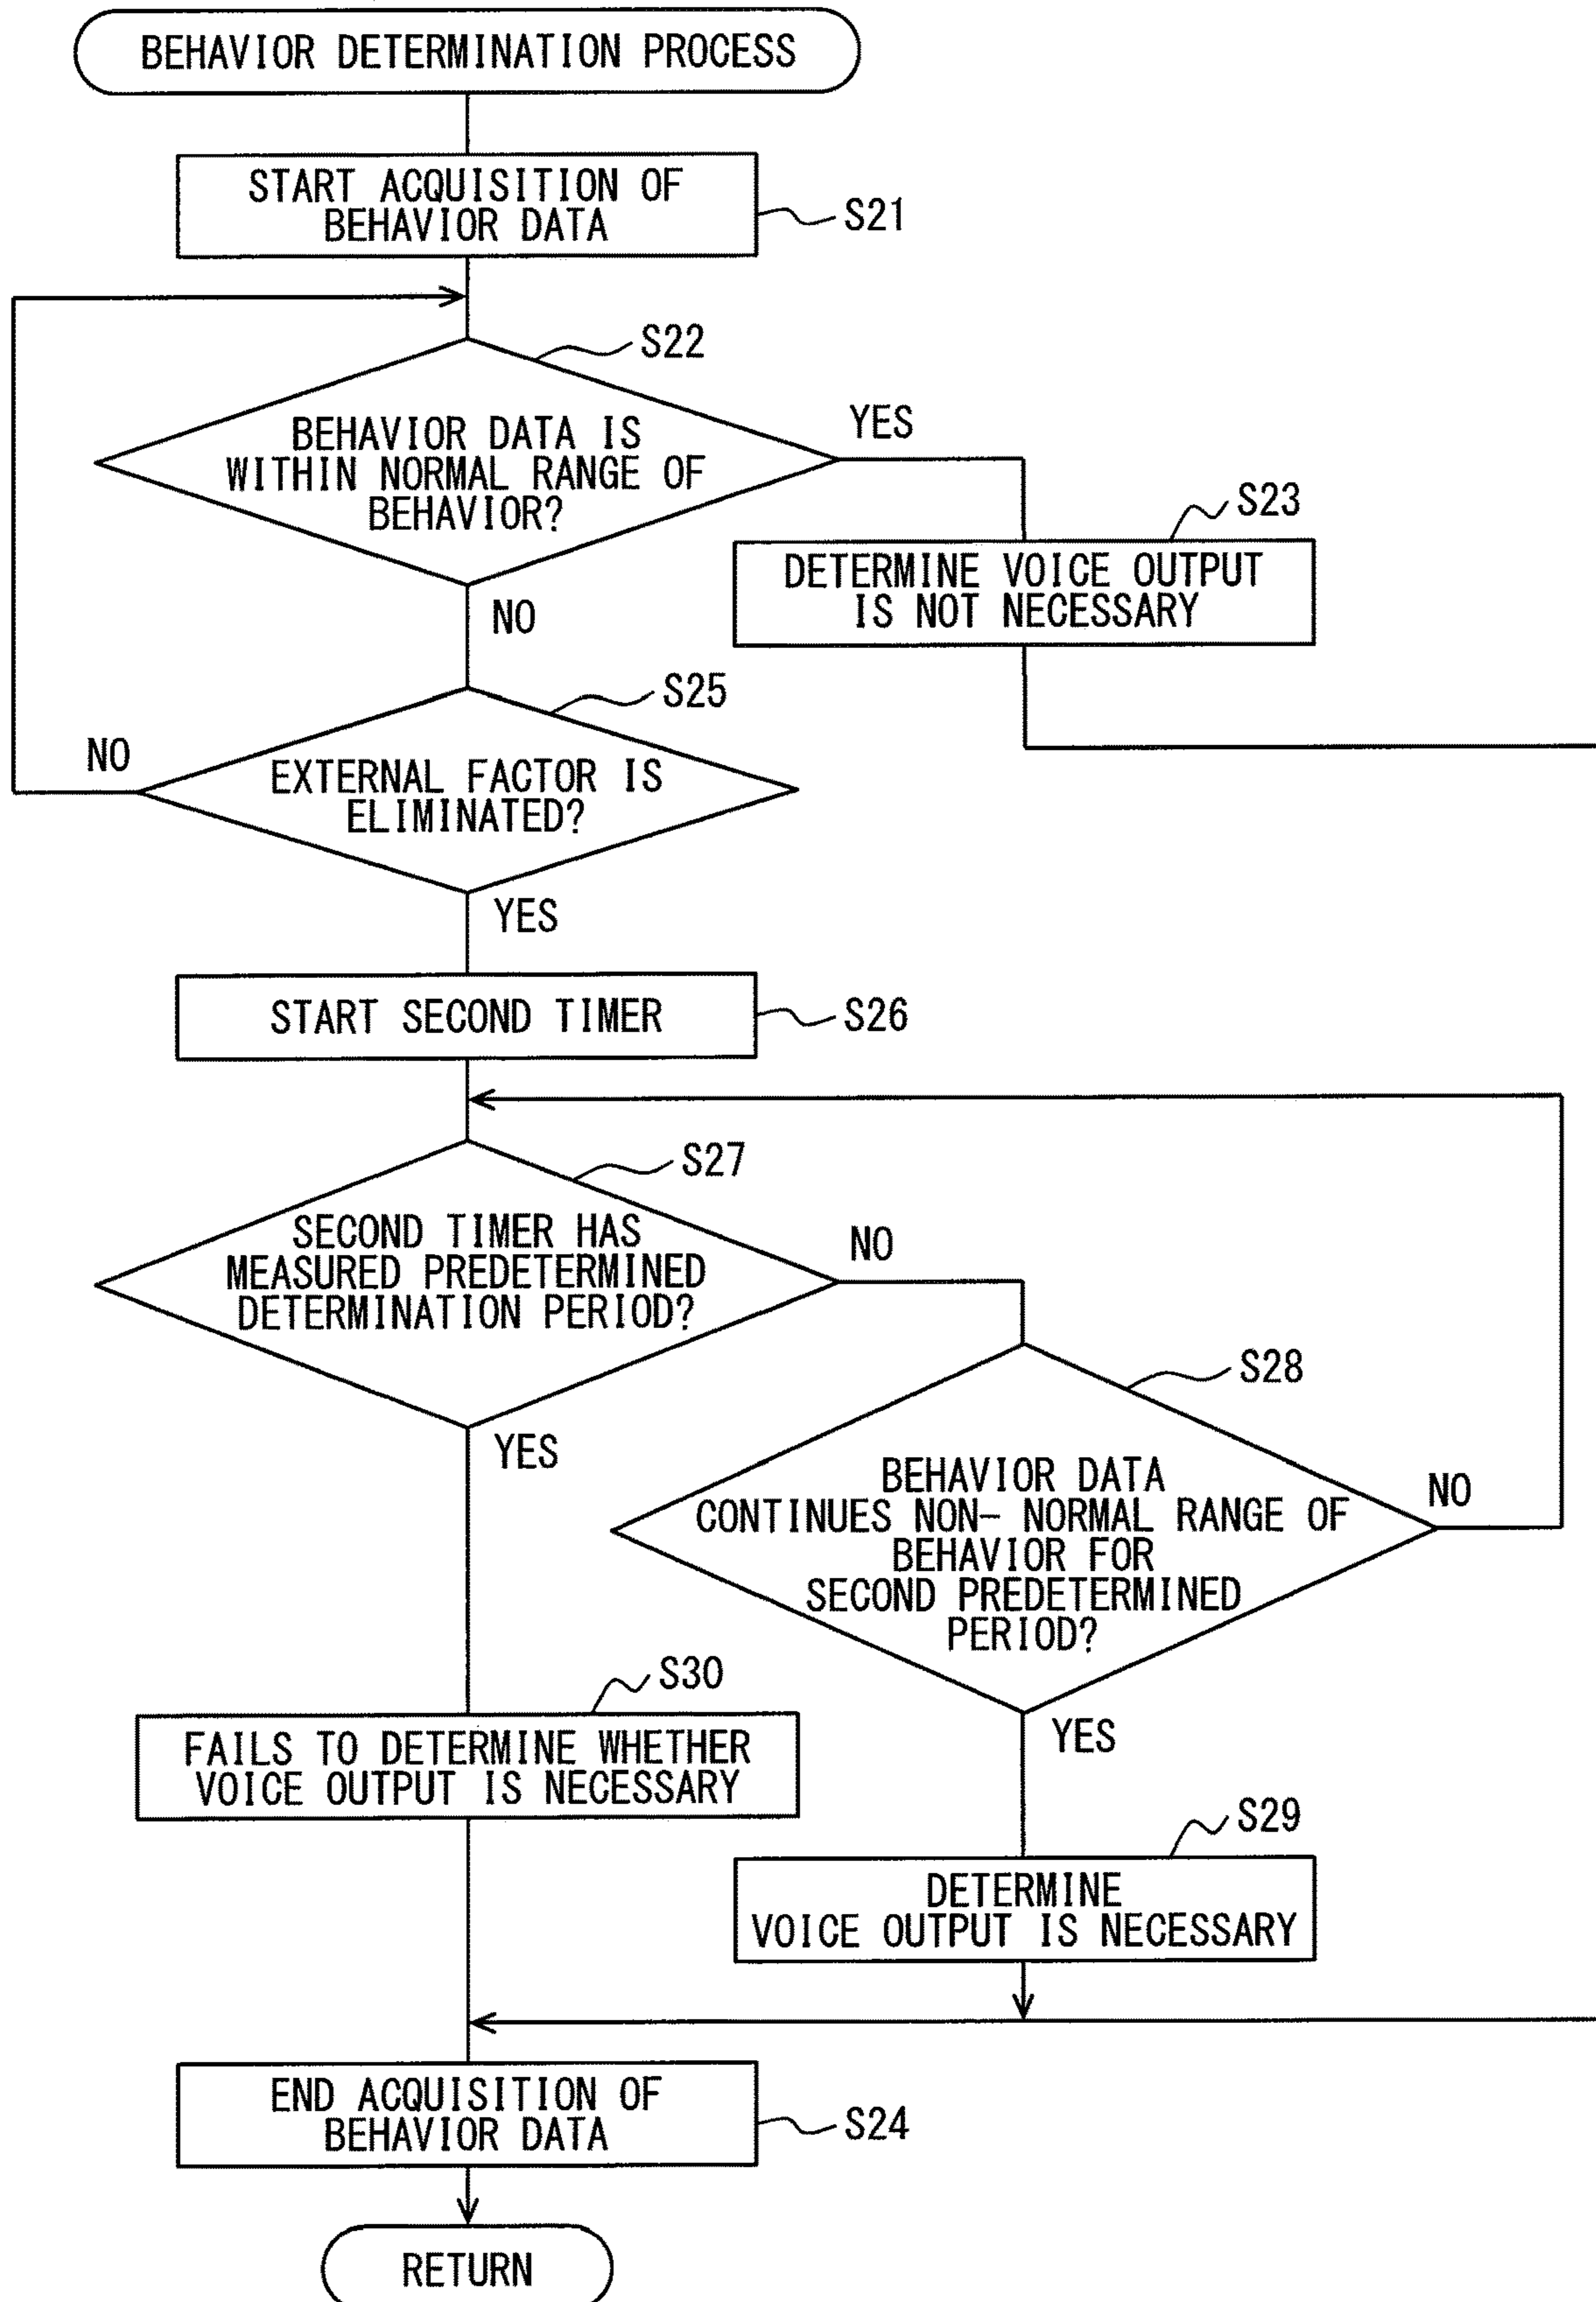 BEHAVIOR DETERMINATION PROCESS
START ACQUISITION OF
BEHAVIOR DATA
S21
S22
BEHAVIOR DATA IS
WITHIN NORMAL RANGE OF
BEHAVIOR?
YES
NO
S23
DETERMINE VOICE OUTPUT
IS NOT NECESSARY
S25
NO
EXTERNAL FACTOR IS
ELIMINATED?
YES
START SECOND TIMER
S26
S27
SECOND TIMER HAS
MEASURED PREDETERMINED
DETERMINATION PERIOD?
NO
YES
S28
BEHAVIOR DATA
CONTINUES NON- NORMAL RANGE OF
BEHAVIOR FOR
SECOND PREDETERMINED
PERIOD?
NO
YES
S30
FAILS TO DETERMINE WHETHER
VOICE OUTPUT IS NECESSARY
S29
DETERMINE
VOICE OUTPUT IS NECESSARY
END ACQUISITION OF
BEHAVIOR DATA
S24
RETURN